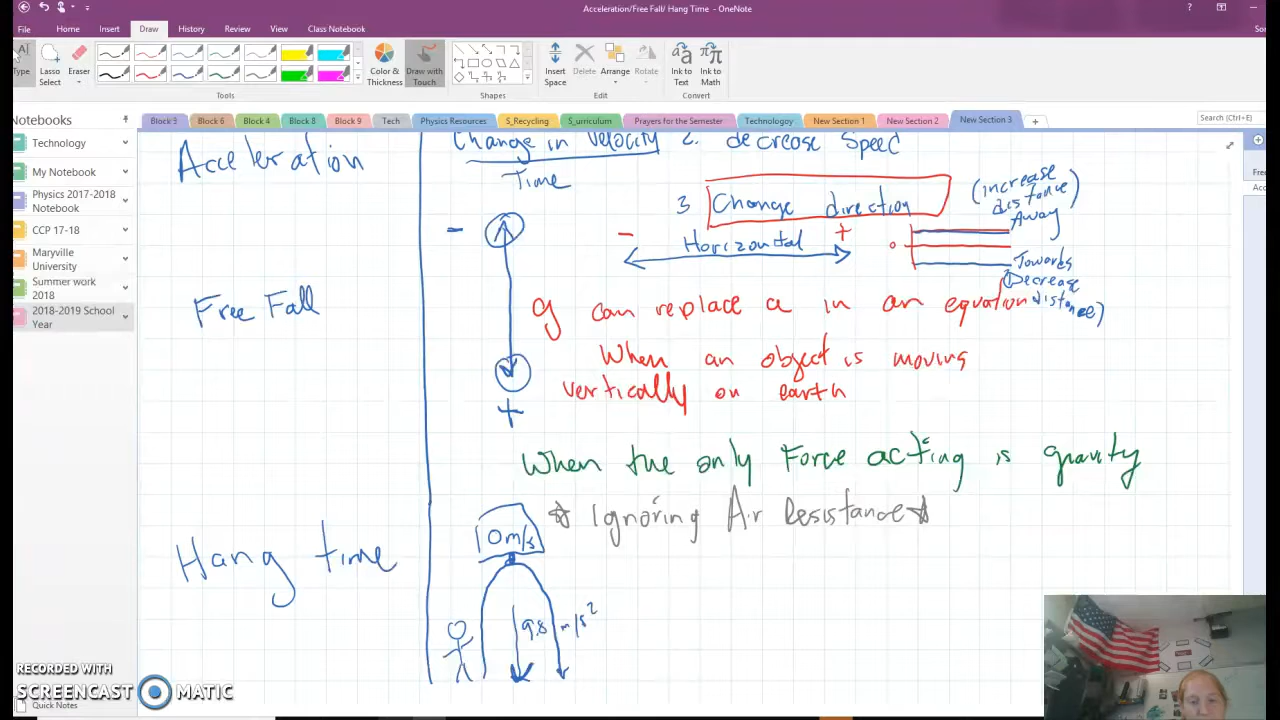 Acceleration/Free Fall/ Hang Time - OneNote
File Home Insert Draw History Review View Class Notebook
Type
Lasso
Select
Eraser
Color &
Thickness
Draw with
Touch
Insert
Space
Delete
Arrange
Rotate
Ink to
Text
Ink to
Math
Tools
Shapes
Edit
Convert
Notebooks
Block 3 Block 6 Block 4 Block 8 Block 9 Tech Physics Resources S_Recycling S_urriculum Prayers for the Semester Technologoy New Section 1 New Section 2 New Section 3
Search (Ctrl+E)
Technology
My Notebook
Physics 2017-2018
Notebook
CCP 17-18
Maryville
University
Summer work
2018
2018-2019 School
Year
Quick Notes
Acceleration
Change in Velocity
Time
2. decrease Speed
3 Change direction
(increase
distance)
Away
- Horizontal +
0
Towards
(Decrease
distance)
- 
+
Free Fall
g can replace a in an equation
When an object is moving
vertically on earth
When the only Force acting is gravity
☆ Ignoring Air Resistance ☆
Hang time
0 m/s
9.8 m/s²
RECORDED WITH
SCREENCAST MATIC